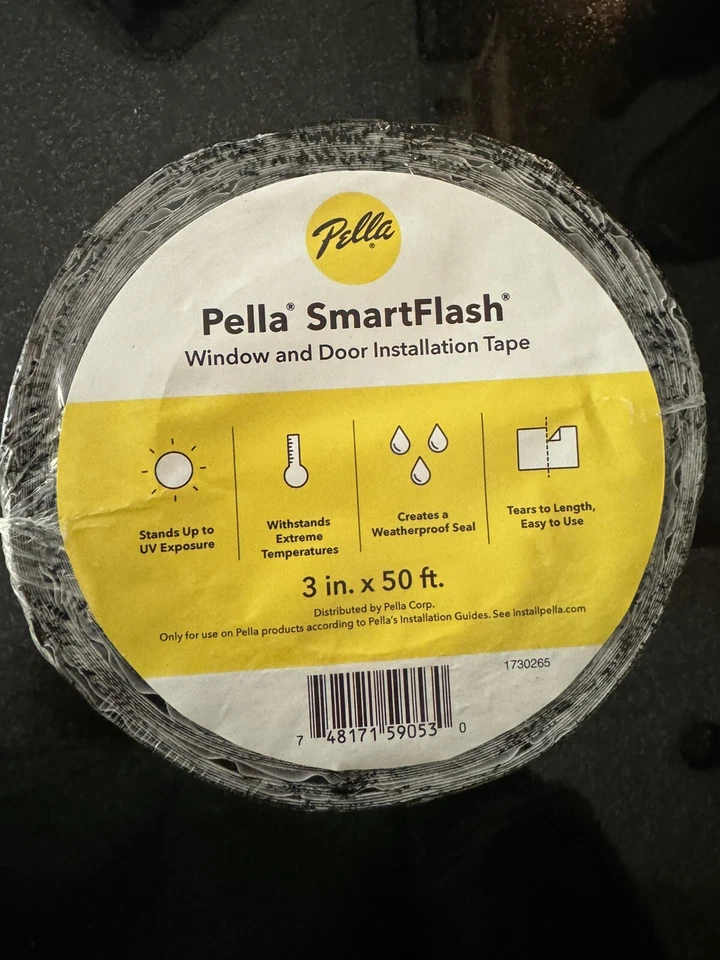 Pella®
Pella® SmartFlash®
Window and Door Installation Tape
Stands Up to
UV Exposure
Withstands
Extreme
Temperatures
Creates a
Weatherproof Seal
Tears to Length,
Easy to Use
3 in. x 50 ft.
Distributed by Pella Corp.
Only for use on Pella products according to Pella's Installation Guides. See installpella.com
1730265
7 48171 59053 0